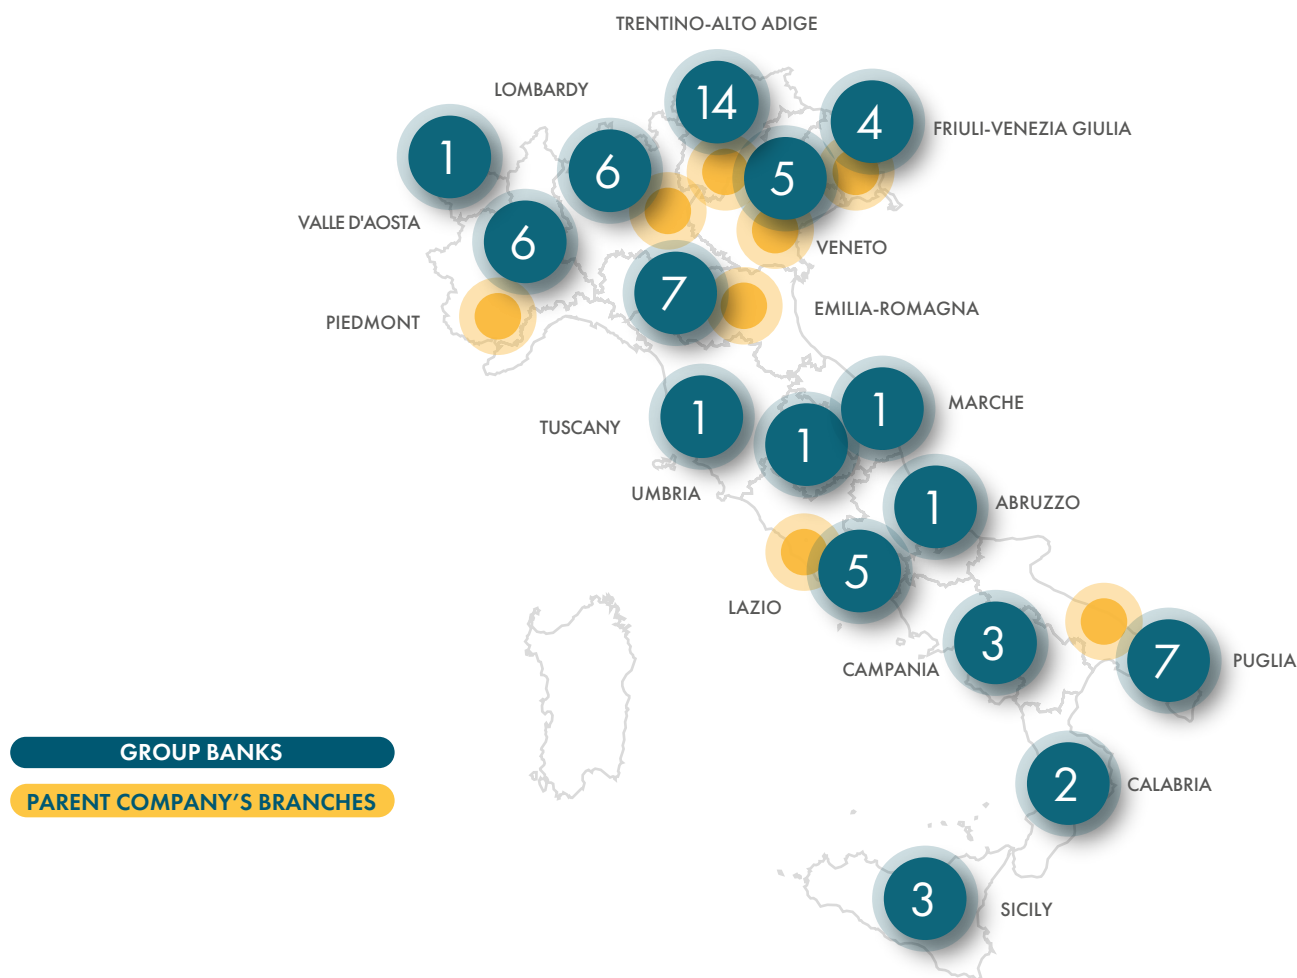 TRENTINO-ALTO ADIGE
LOMBARDY
14
4
FRIULI-VENEZIA GIULIA
1
6
5
VALLE D'AOSTA
6
VENETO
7
PIEDMONT
EMILIA-ROMAGNA
1
1
MARCHE
TUSCANY
1
UMBRIA
1
ABRUZZO
5
LAZIO
3
CAMPANIA
7
PUGLIA
GROUP BANKS
2
CALABRIA
PARENT COMPANY’S BRANCHES
3
SICILY